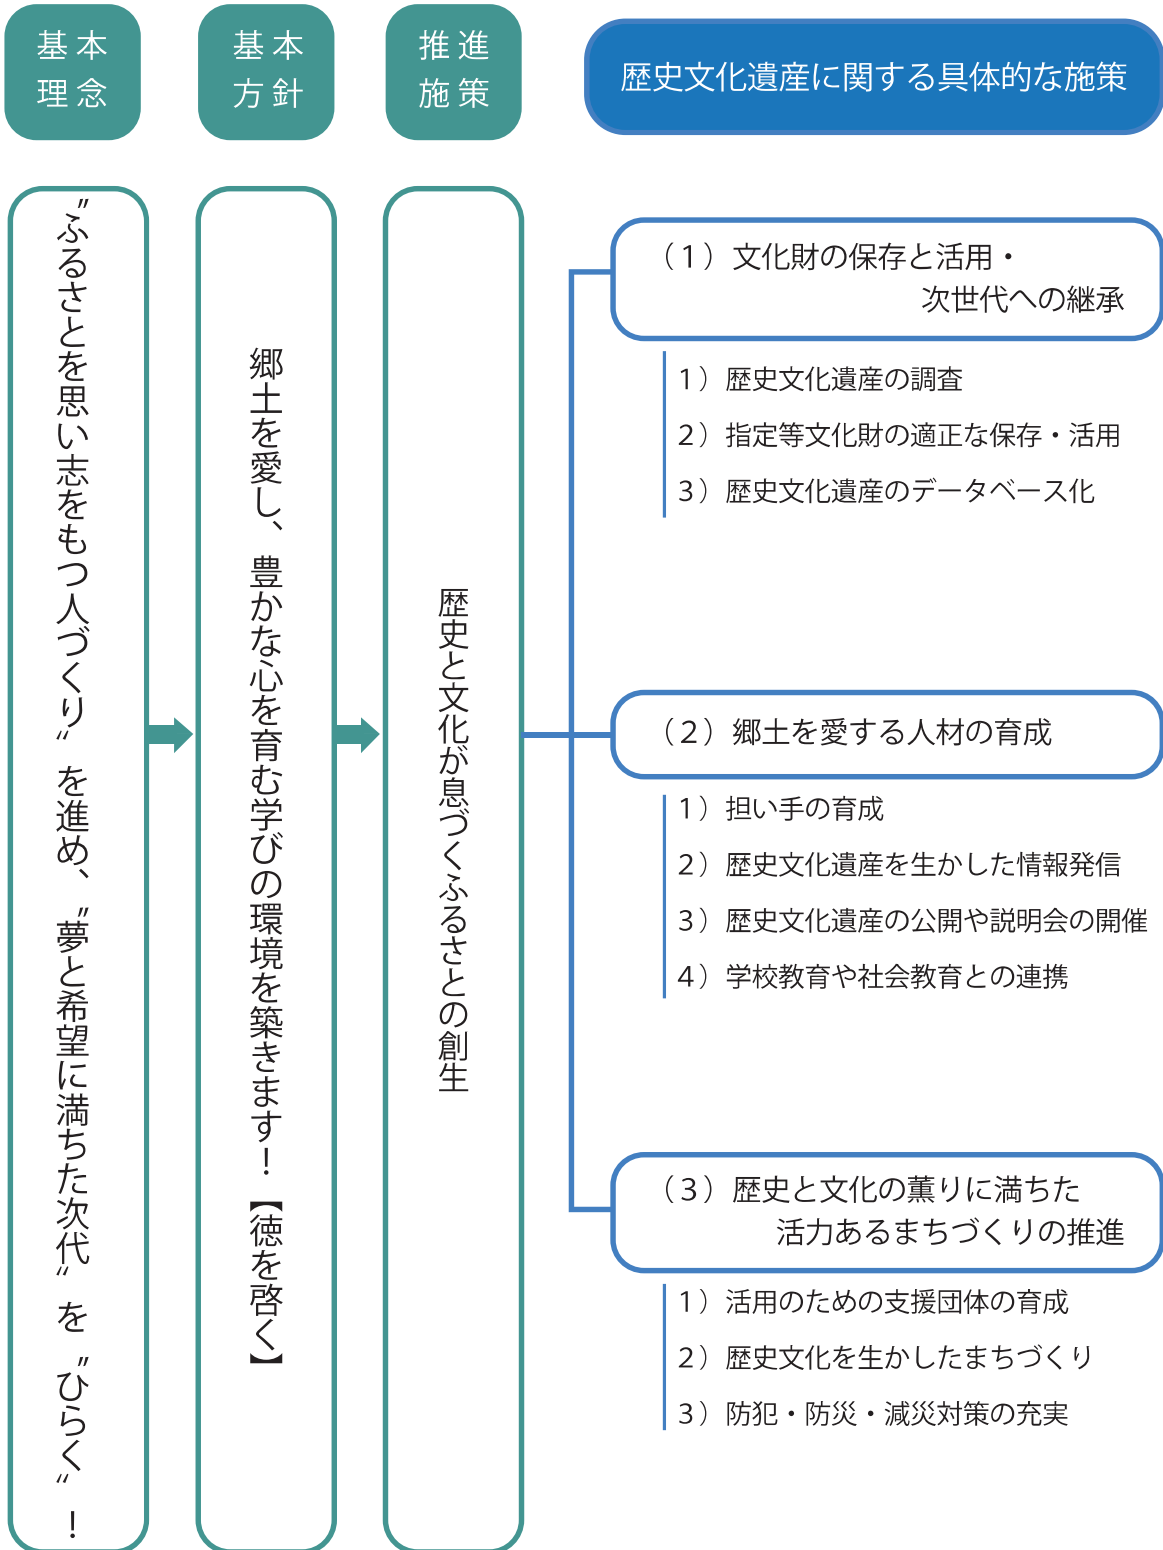 基本
理念
基本
方針
推進
施策
歴史文化遺産に関する具体的な施策
〝ふるさとを思い志をもつ人づくり〟を進め、〝夢と希望に満ちた次代〟を〝ひらく〟！
郷土を愛し、豊かな心を育む学びの環境を築きます！【徳を啓く】
歴史と文化が息づくふるさとの創生
（１）文化財の保存と活用・
次世代への継承
１）歴史文化遺産の調査
２）指定等文化財の適正な保存・活用
３）歴史文化遺産のデータベース化
（２）郷土を愛する人材の育成
１）担い手の育成
２）歴史文化遺産を生かした情報発信
３）歴史文化遺産の公開や説明会の開催
４）学校教育や社会教育との連携
（３）歴史と文化の薫りに満ちた
活力あるまちづくりの推進
１）活用のための支援団体の育成
２）歴史文化を生かしたまちづくり
３）防犯・防災・減災対策の充実